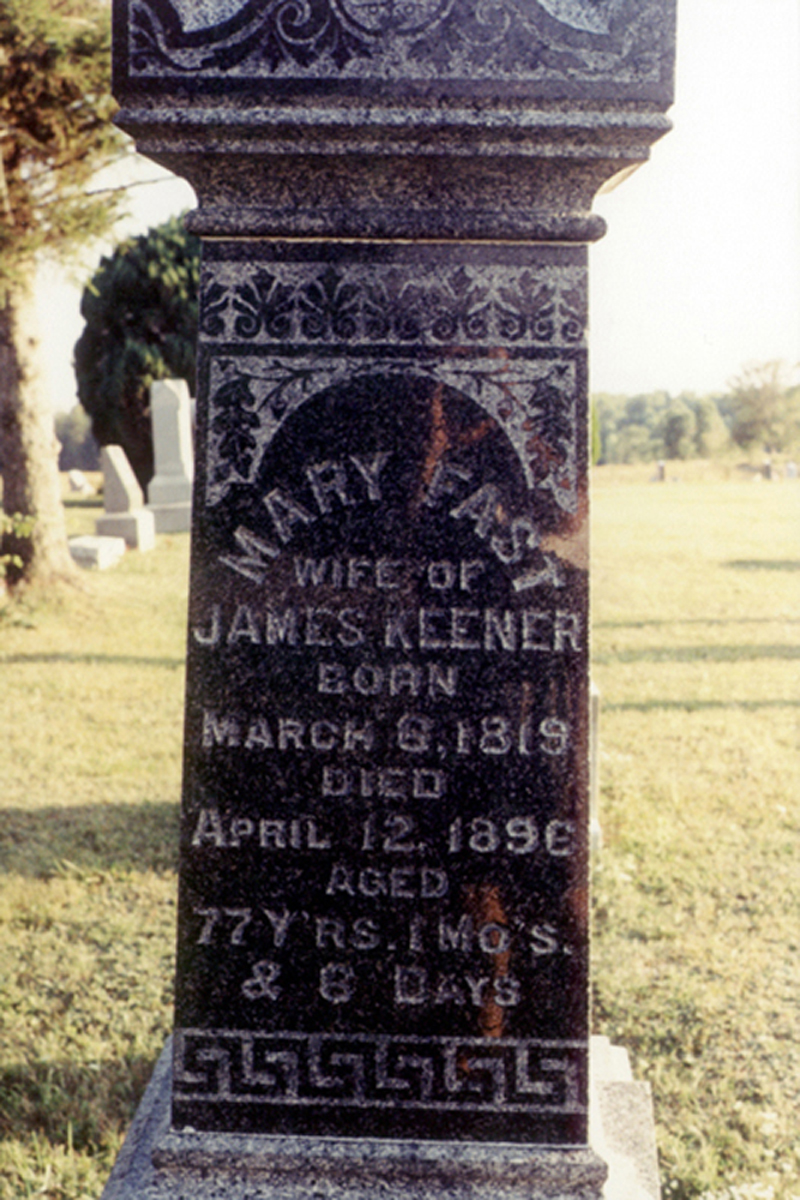 MARY FAST
WIFE OF
JAMES KEENER
BORN
MARCH 6, 1819
DIED
APRIL 12, 1896
AGED
77 Y'RS. 1 MO'S.
& 6 DAYS